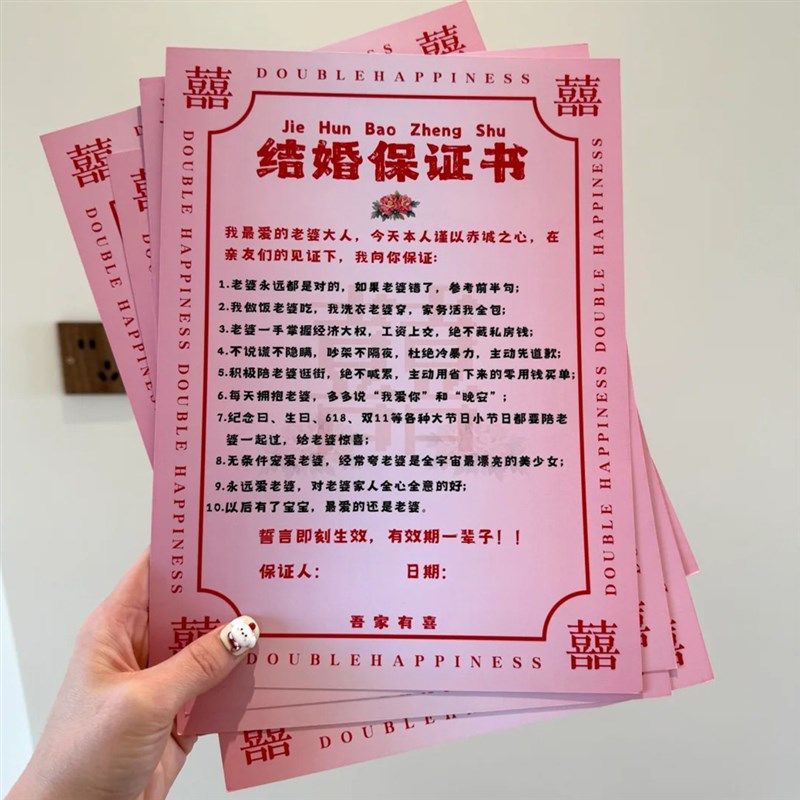 囍 DOUBLEHAPPINESS 囍
DOUBLE HAPPINESS DOUBLE HAPPINESS
DOUBLE HAPPINESS DOUBLE HAPPINESS
Jie Hun Bao Zheng Shu
结婚保证书
我最爱的老婆大人，今天本人谨以赤诚之心，在
亲友们的见证下，我向你保证:
1.老婆永远都是对的，如果老婆错了，参考前半句;
2.我做饭老婆吃，我洗衣老婆穿，家务活我全包;
3.老婆一手掌握经济大权，工资上交，绝不藏私房钱;
4.不说谎不隐瞒，吵架不隔夜，杜绝冷暴力，主动先道歉;
5.积极陪老婆逛街，绝不喊累，主动用省下来的零用钱买单;
6.每天拥抱老婆，多多说“我爱你”和“晚安”;
7.纪念日、生日、618、双11等各种大节日小节日都要陪老
婆一起过，给老婆惊喜;
8.无条件宠爱老婆，经常夸老婆是全宇宙最漂亮的美少女;
9.永远爱老婆，对老婆家人全心全意的好;
10.以后有了宝宝，最爱的还是老婆。
誓言即刻生效，有效期一辈子！！
保证人: 日期:
吾家有喜
囍 DOUBLEHAPPINESS 囍
囍
囍
DOUBLE HAPPINESS
囍
囍 DOUBLEH